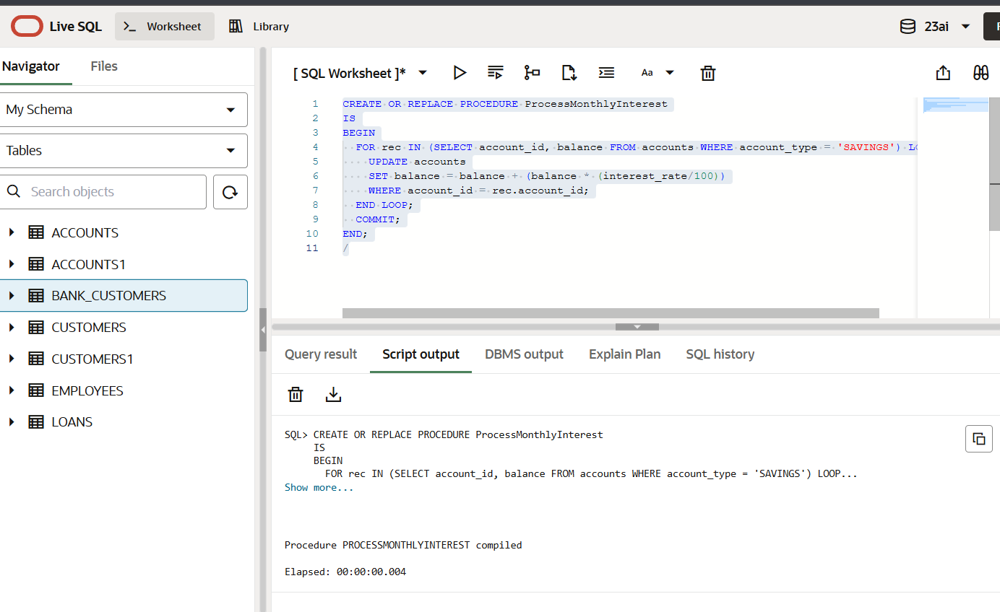 Live SQL
Worksheet
Library
23ai
Navigator
Files
My Schema
Tables
Search objects
ACCOUNTS
ACCOUNTS1
BANK_CUSTOMERS
CUSTOMERS
CUSTOMERS1
EMPLOYEES
LOANS
[ SQL Worksheet ]*
Aa
1 CREATE OR REPLACE PROCEDURE ProcessMonthlyInterest
2 IS
3 BEGIN
4 FOR rec IN (SELECT account_id, balance FROM accounts WHERE account_type = 'SAVINGS')
5 UPDATE accounts
6 SET balance = balance + (balance * (interest_rate/100))
7 WHERE account_id = rec.account_id;
8 END LOOP;
9 COMMIT;
10 END;
11 /
Query result
Script output
DBMS output
Explain Plan
SQL history
SQL> CREATE OR REPLACE PROCEDURE ProcessMonthlyInterest
IS
BEGIN
FOR rec IN (SELECT account_id, balance FROM accounts WHERE account_type = 'SAVINGS') LOOP...
Show more...
Procedure PROCESSMONTHLYINTEREST compiled
Elapsed: 00:00:00.004